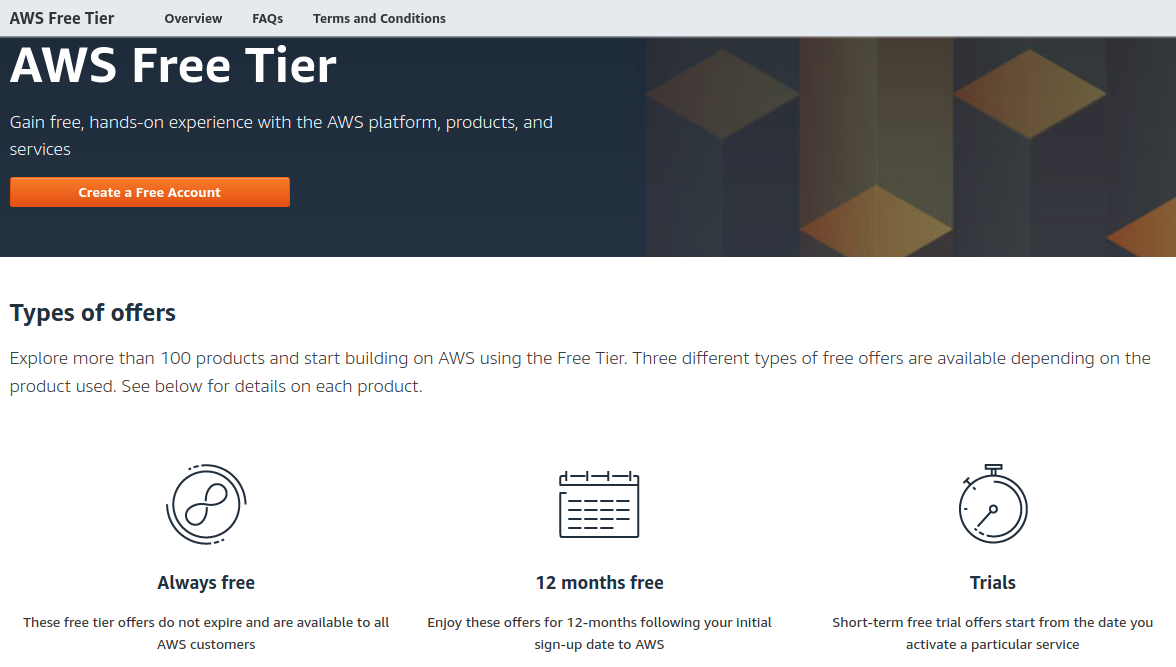 AWS Free Tier
Overview
FAQs
Terms and Conditions
AWS Free Tier
Gain free, hands-on experience with the AWS platform, products, and
services
Create a Free Account
Types of offers
Explore more than 100 products and start building on AWS using the Free Tier. Three different types of free offers are available depending on the
product used. See below for details on each product.
Always free
These free tier offers do not expire and are available to all
AWS customers
12 months free
Enjoy these offers for 12-months following your initial
sign-up date to AWS
Trials
Short-term free trial offers start from the date you
activate a particular service